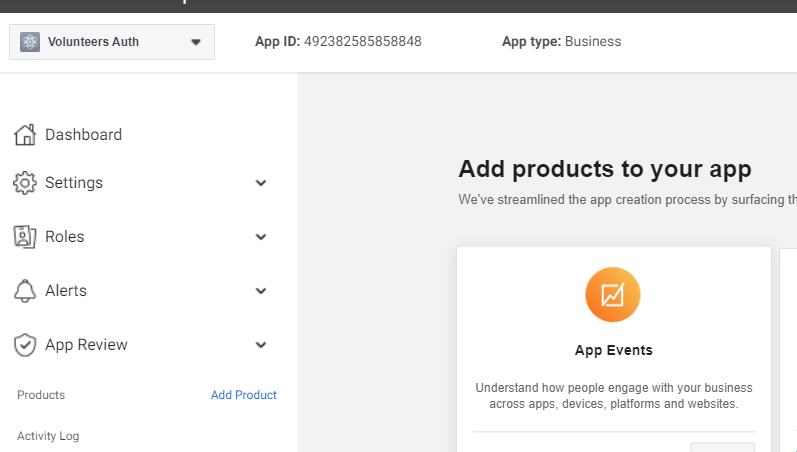 Volunteers Auth
App ID: 492382585858848
App type: Business
Dashboard
Settings
Roles
Alerts
App Review
Products
Add Product
Activity Log
Add products to your app
We've streamlined the app creation process by surfacing
App Events
Understand how people engage with your business
across apps, devices, platforms and websites.